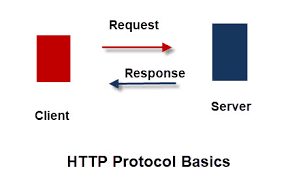 Request
Response
Client
Server
HTTP Protocol Basics